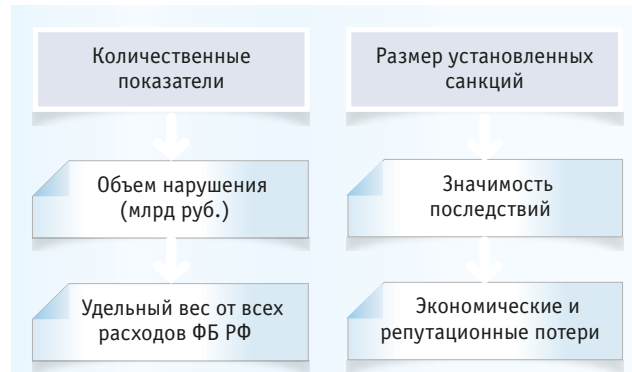 Количественные
показатели
Объем нарушения
(млрд руб.)
Удельный вес от всех
расходов ФБ РФ
Размер установленных
санкций
Значимость
последствий
Экономические и
репутационные потери